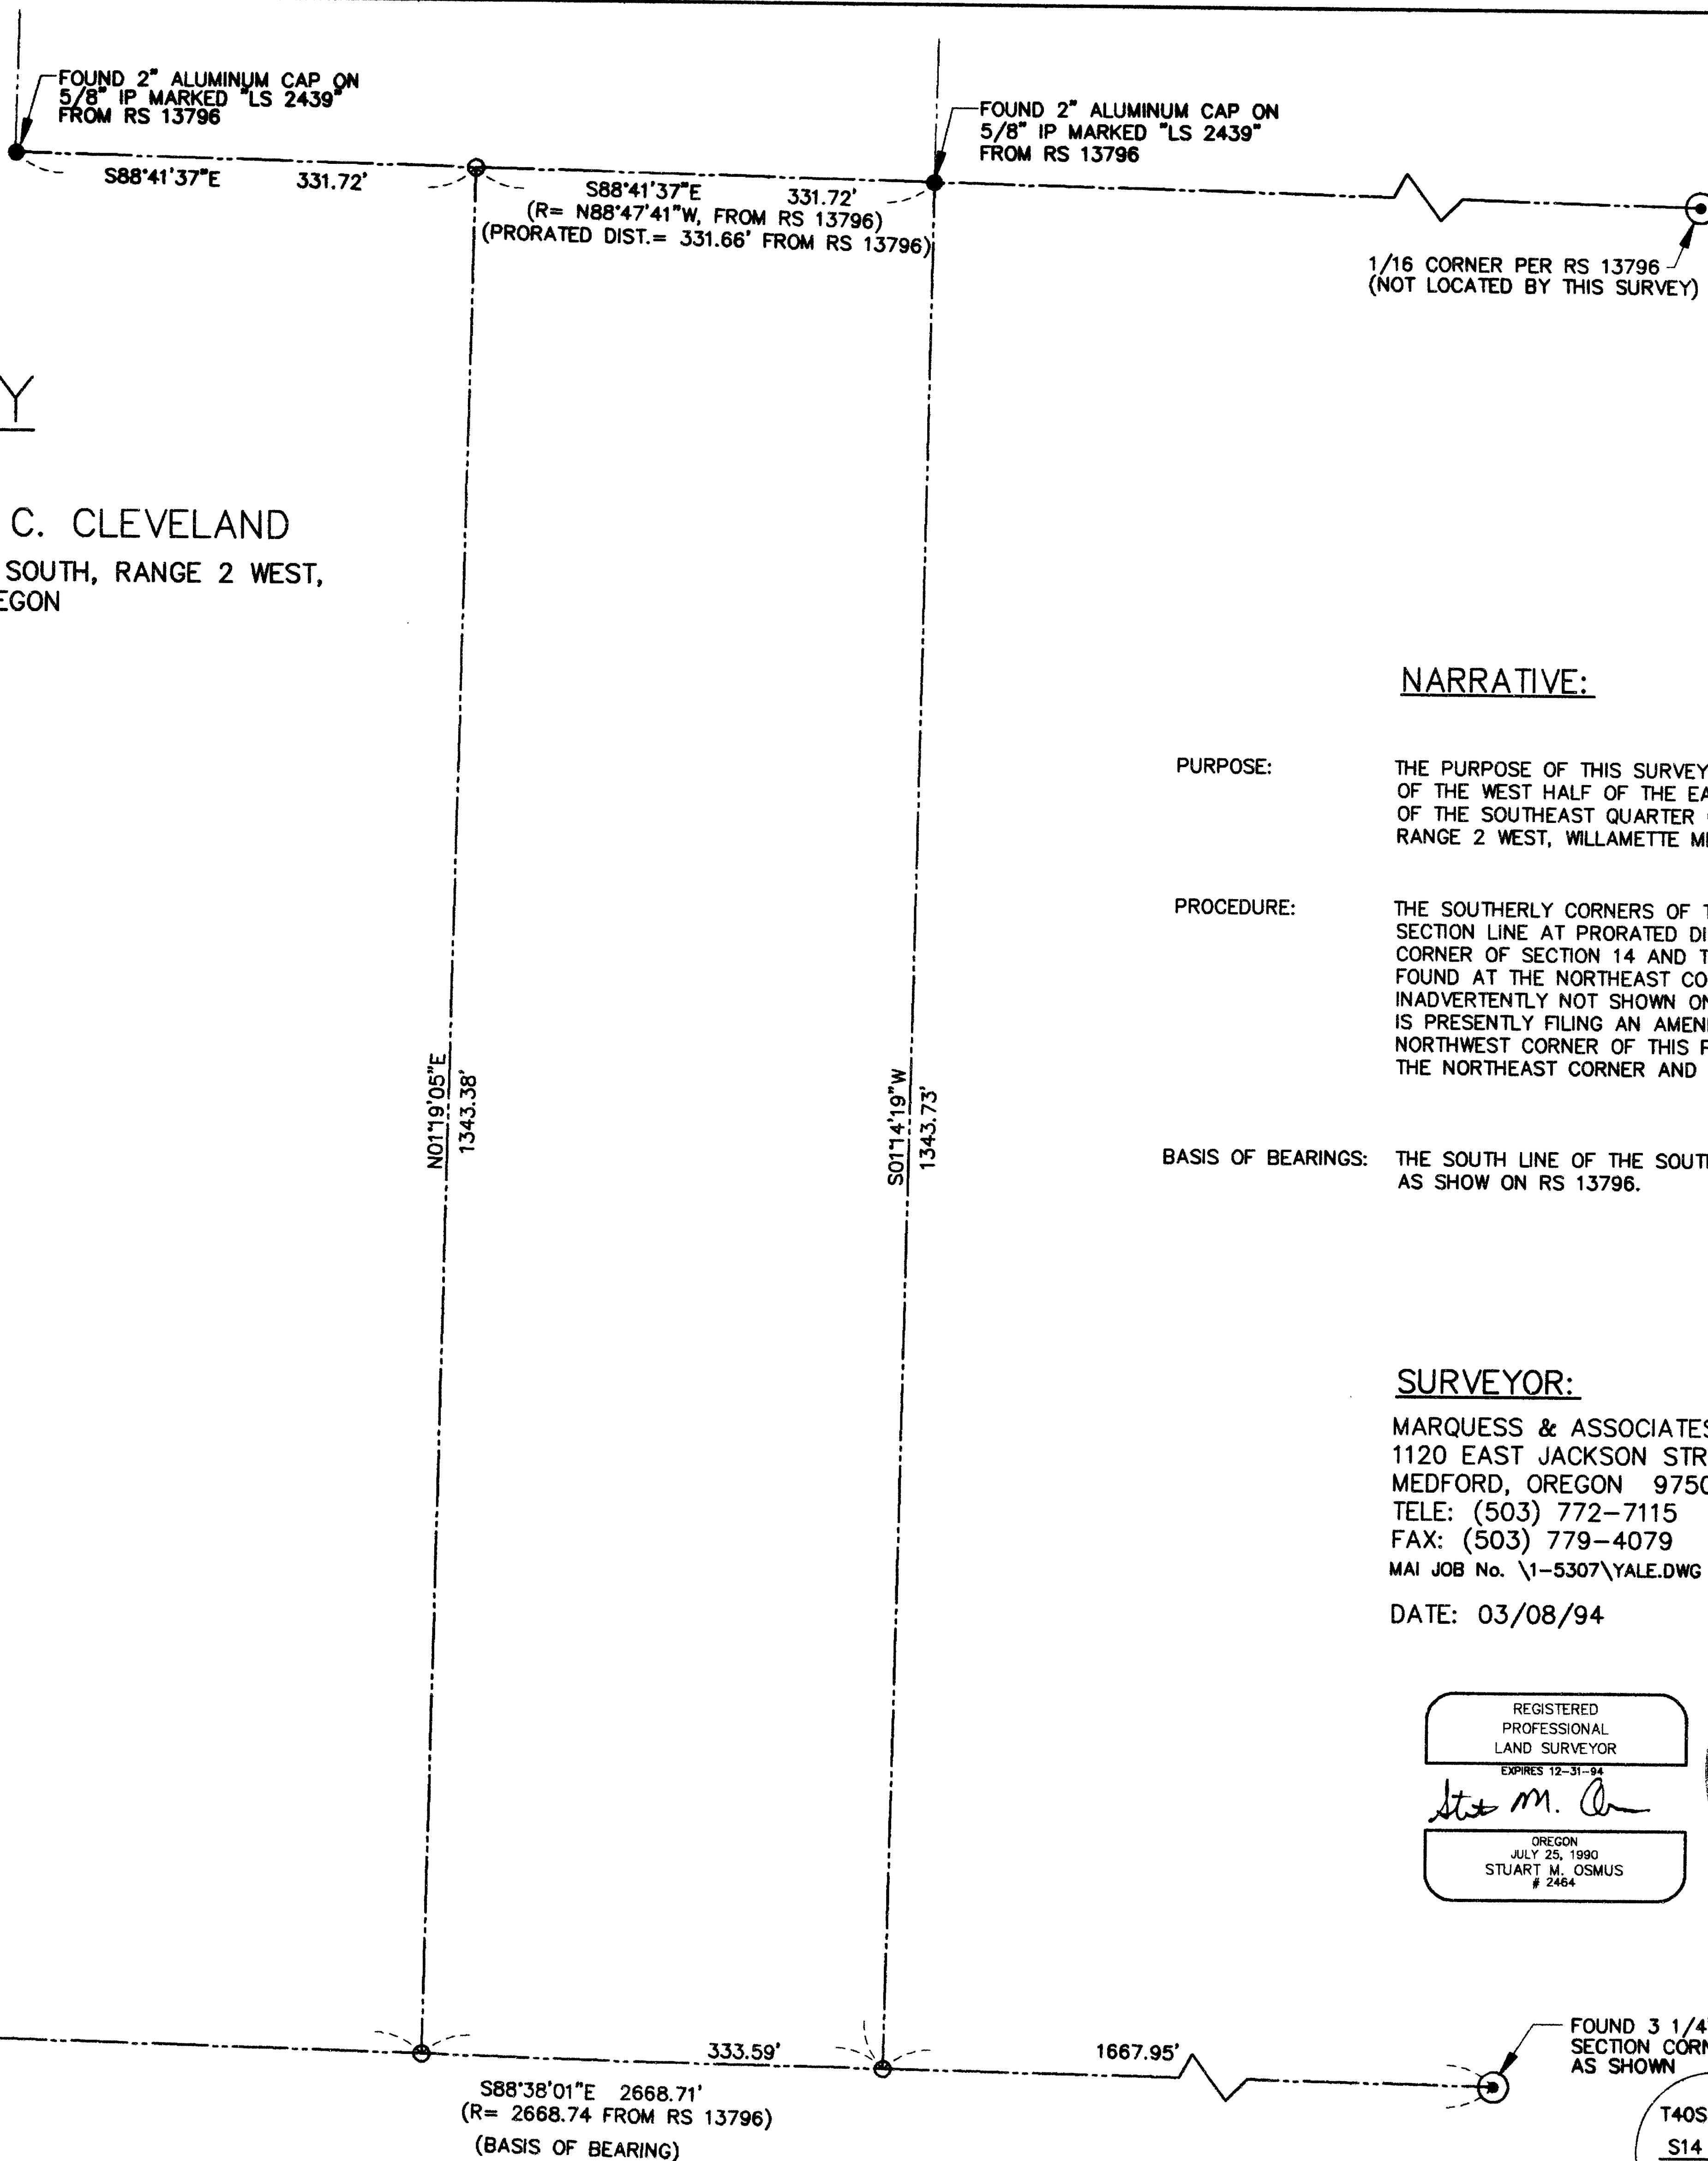 FOUND 2" ALUMINUM CAP ON
5/8" IP MARKED "LS 2439"
FROM RS 13796
FOUND 2" ALUMINUM CAP ON
5/8" IP MARKED "LS 2439"
FROM RS 13796
S88°41'37"E 331.72'
S88°41'37"E 331.72'
(R= N88°47'41"W, FROM RS 13796)
(PRORATED DIST.= 331.66' FROM RS 13796)
1/16 CORNER PER RS 13796
(NOT LOCATED BY THIS SURVEY)
Y
C. CLEVELAND
SOUTH, RANGE 2 WEST,
EGON
NARRATIVE:
PURPOSE: THE PURPOSE OF THIS SURVEY
OF THE WEST HALF OF THE EA
OF THE SOUTHEAST QUARTER
RANGE 2 WEST, WILLAMETTE M
PROCEDURE: THE SOUTHERLY CORNERS OF T
SECTION LINE AT PRORATED DI
CORNER OF SECTION 14 AND T
FOUND AT THE NORTHEAST CO
INADVERTENTLY NOT SHOWN ON
IS PRESENTLY FILING AN AMEN
NORTHWEST CORNER OF THIS P
THE NORTHEAST CORNER AND
N01°19'05"E
1343.38'
S01°14'19"W
1343.73'
BASIS OF BEARINGS: THE SOUTH LINE OF THE SOUT
AS SHOW ON RS 13796.
SURVEYOR:
MARQUESS & ASSOCIATES
1120 EAST JACKSON STR
MEDFORD, OREGON 9750
TELE: (503) 772-7115
FAX: (503) 779-4079
MAI JOB No. \1-5307\YALE.DWG
DATE: 03/08/94
REGISTERED
PROFESSIONAL
LAND SURVEYOR
EXPIRES 12-31-94
OREGON
JULY 25, 1990
STUART M. OSMUS
# 2464
333.59'
1667.95'
S88°38'01"E 2668.71'
(R= 2668.74 FROM RS 13796)
(BASIS OF BEARING)
FOUND 3 1/4
SECTION CORN
AS SHOWN
T40S
S14